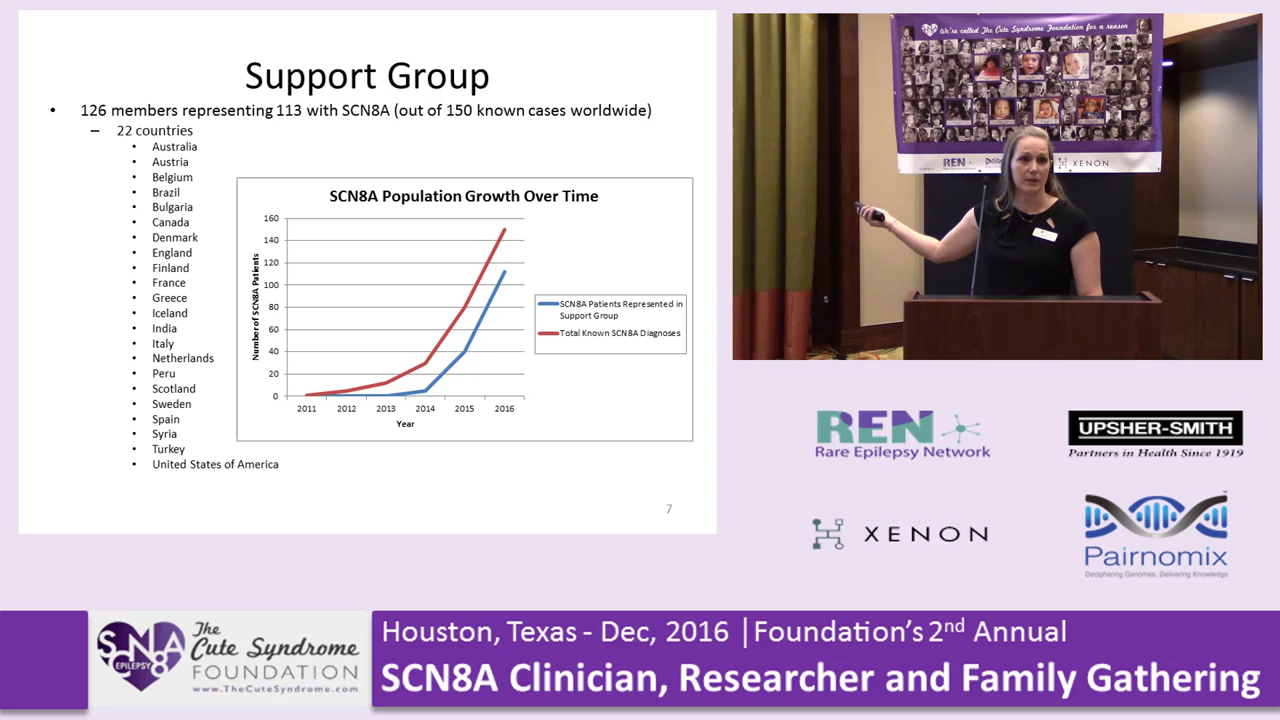 Support Group
• 126 members representing 113 with SCN8A (out of 150 known cases worldwide)
– 22 countries
• Australia
• Austria
• Belgium
• Brazil
• Bulgaria
• Canada
• Denmark
• England
• Finland
• France
• Greece
• Iceland
• India
• Italy
• Netherlands
• Peru
• Scotland
• Sweden
• Spain
• Syria
• Turkey
• United States of America
SCN8A Population Growth Over Time
Number of SCN8A Patients
160
140
120
100
80
60
40
20
0
2011 2012 2013 2014 2015 2016
Year
SCN8A Patients Represented in
Support Group
Total Known SCN8A Diagnoses
7
We're called The Cute Syndrome Foundation for a reason
REN
XENON
REN
Rare Epilepsy Network
UPSHER-SMITH
Partners in Health Since 1919
XENON
Pairnomix
Deciphering Genomes, Delivering Knowledge
SCN8A
EPILEPSY
The
Cute Syndrome
FOUNDATION
www.TheCuteSyndrome.com
Houston, Texas - Dec, 2016 | Foundation's 2nd Annual
SCN8A Clinician, Researcher and Family Gathering